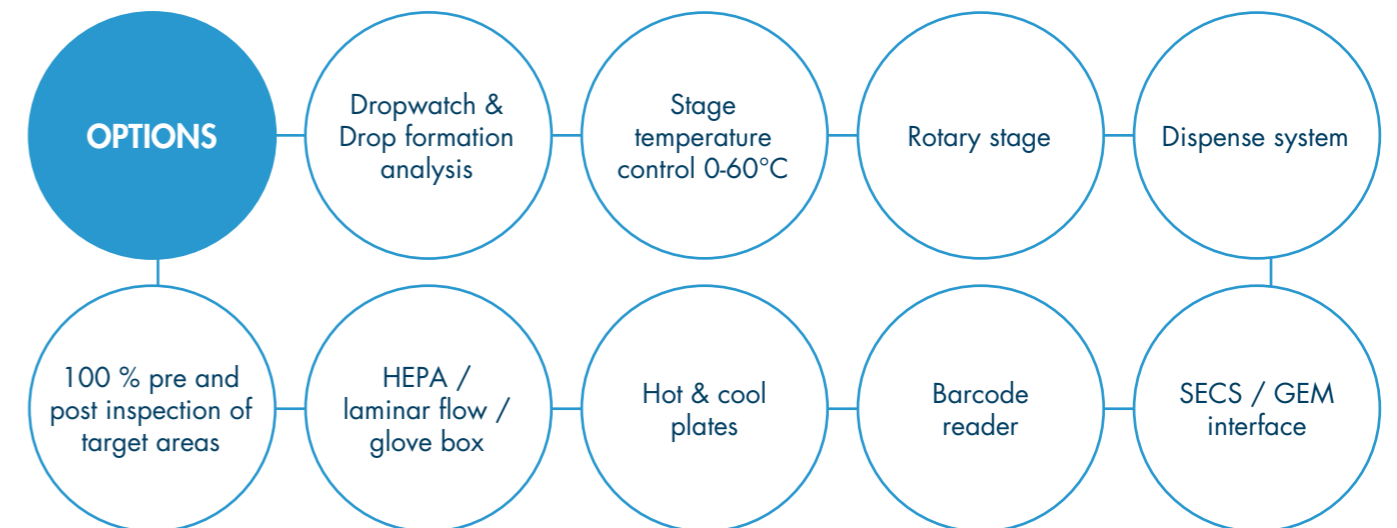 OPTIONS
Dropwatch &
Drop formation
analysis
Stage
temperature
control 0-60°C
Rotary stage
Dispense system
100 % pre and
post inspection of
target areas
HEPA /
laminar flow /
glove box
Hot & cool
plates
Barcode
reader
SECS / GEM
interface